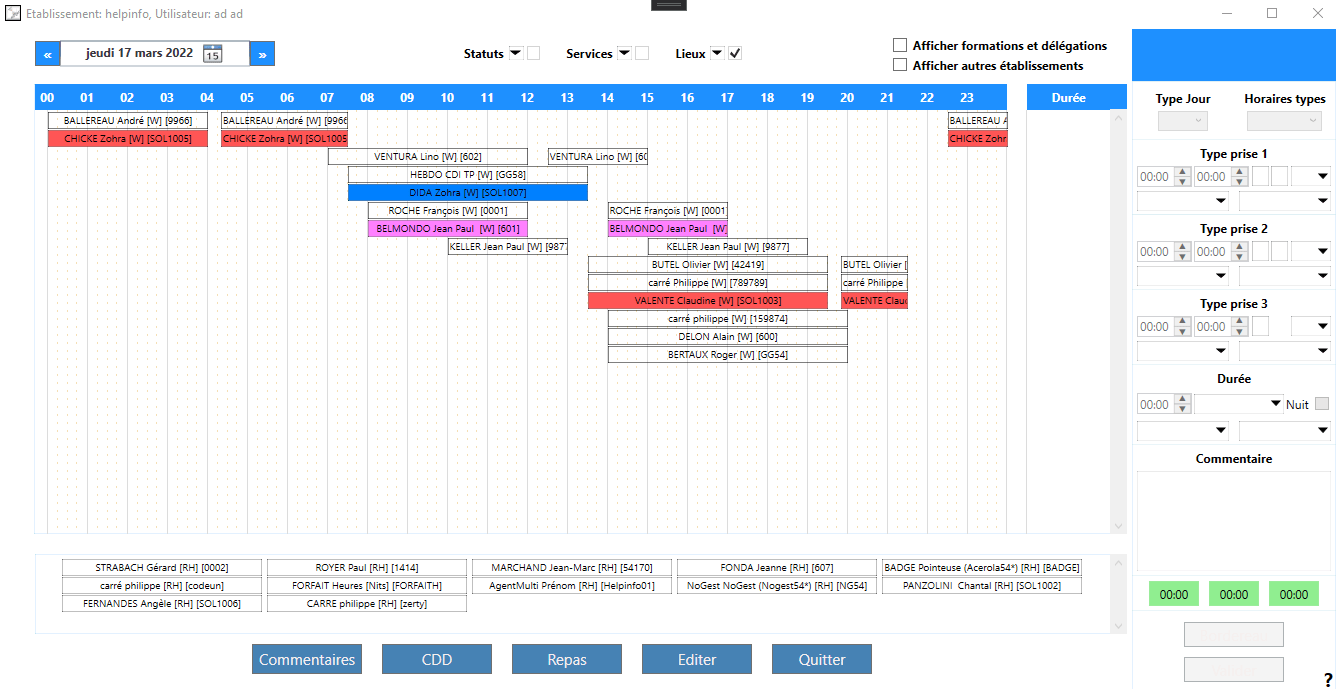 Etablissement: helpinfo, Utilisateur: ad ad
« jeudi 17 mars 2022 15 »
Statuts Services Lieux
Afficher formations et délégations
Afficher autres établissements
00 01 02 03 04 05 06 07 08 09 10 11 12 13 14 15 16 17 18 19 20 21 22 23 Durée
BALLEREAU André [W] [9966] BALLEREAU André [W] [9966 BALLEREAU A
CHICKE Zohra [W] [SOL1005] CHICKE Zohra [W] [SOL1005 CHICKE Zohr
VENTURA Lino [W] [602] VENTURA Lino [W] [60
HEBDO CDI TP [W] [GG58]
DIDA Zohra [W] [SOL1007]
ROCHE François [W] [0001] ROCHE François [W] [0001]
BELMONDO Jean Paul [W] [601] BELMONDO Jean Paul [W]
KELLER Jean Paul [W] [9877 KELLER Jean Paul [W] [9877]
BUTEL Olivier [W] [42419] BUTEL Olivier [
carré Philippe [W] [789789] carré Philippe
VALENTE Claudine [W] [SOL1003] VALENTE Clauc
carré philippe [W] [159874]
DELON Alain [W] [600]
BERTAUX Roger [W] [GG54]
STRABACH Gérard [RH] [0002] ROYER Paul [RH] [1414] MARCHAND Jean-Marc [RH] [54170] FONDA Jeanne [RH] [607] BADGE Pointeuse (Acerola54*) [RH] [BADGE]
carré philippe [RH] [codeun] FORFAIT Heures [Nits] [FORFAITH] AgentMulti Prénom [RH] [Helpinfo01] NoGest NoGest (Nogest54*) [RH] [NG54] PANZOLINI Chantal [RH] [SOL1002]
FERNANDES Angèle [RH] [SOL1006] CARRE philippe [RH] [zerty]
Commentaires CDD Repas Editer Quitter
Type Jour Horaires types
Type prise 1
00:00 00:00
Type prise 2
00:00 00:00
Type prise 3
00:00 00:00
Durée
00:00 Nuit
Commentaire
00:00 00:00 00:00
?